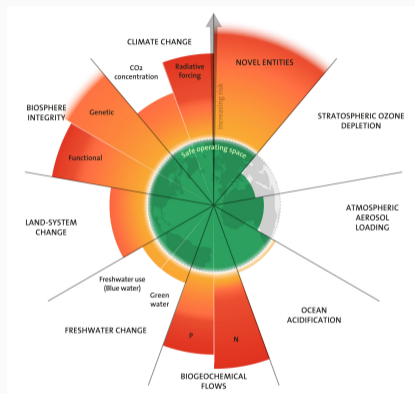 CLIMATE CHANGE
CO2
concentration
Radiative
forcing
NOVEL ENTITIES
increasing risk
STRATOSPHERIC OZONE
DEPLETION
BIOSPHERE
INTEGRITY
Genetic
Functional
Safe operating space
ATMOSPHERIC
AEROSOL
LOADING
LAND-SYSTEM
CHANGE
Freshwater use
(Blue water)
Green
water
FRESHWATER CHANGE
OCEAN
ACIDIFICATION
P
N
BIOGEOCHEMICAL
FLOWS